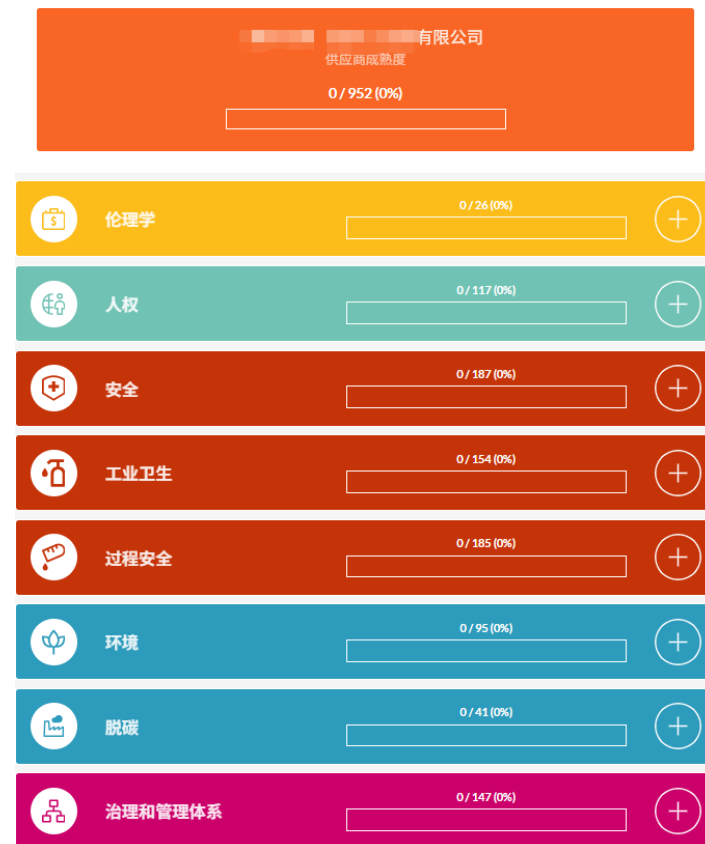 有限公司
供应商成熟度
0 / 952 (0%)
0 / 26 (0%)
伦理学
0 / 117 (0%)
人权
0 / 187 (0%)
安全
0 / 154 (0%)
工业卫生
0 / 185 (0%)
过程安全
0 / 95 (0%)
环境
0 / 41 (0%)
脱碳
0 / 147 (0%)
治理和管理体系